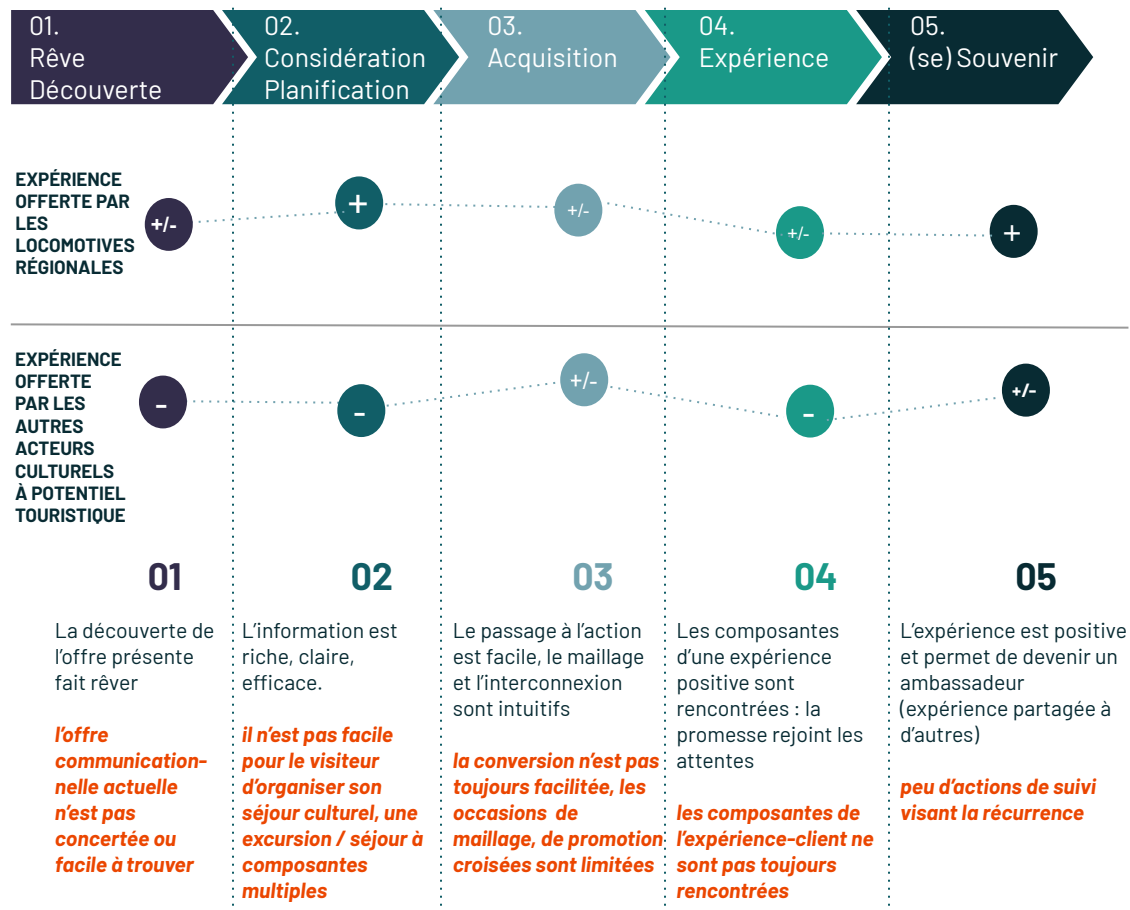 01.
Rêve
Découverte
02.
Considération
Planification
03.
Acquisition
04.
Expérience
05.
(se) Souvenir
EXPÉRIENCE
OFFERTE PAR
LES
LOCOMOTIVES
RÉGIONALES
+/-
+
+/-
+/-
+
EXPÉRIENCE
OFFERTE
PAR LES
AUTRES
ACTEURS
CULTURELS
À POTENTIEL
TOURISTIQUE
-
-
+/-
-
+/-
01
La découverte de
l’offre présente
fait rêver
l’offre
communication-
nelle actuelle
n’est pas
concertée ou
facile à trouver
02
L’information est
riche, claire,
efficace.
il n’est pas facile
pour le visiteur
d’organiser son
séjour culturel, une
excursion / séjour à
composantes
multiples
03
Le passage à l’action
est facile, le maillage
et l’interconnexion
sont intuitifs
la conversion n’est pas
toujours facilitée, les
occasions de
maillage, de promotion
croisées sont limitées
04
Les composantes
d’une expérience
positive sont
rencontrées : la
promesse rejoint les
attentes
les composantes de
l’expérience-client ne
sont pas toujours
rencontrées
05
L’expérience est positive
et permet de devenir un
ambassadeur
(expérience partagée à
d’autres)
peu d’actions de suivi
visant la récurrence